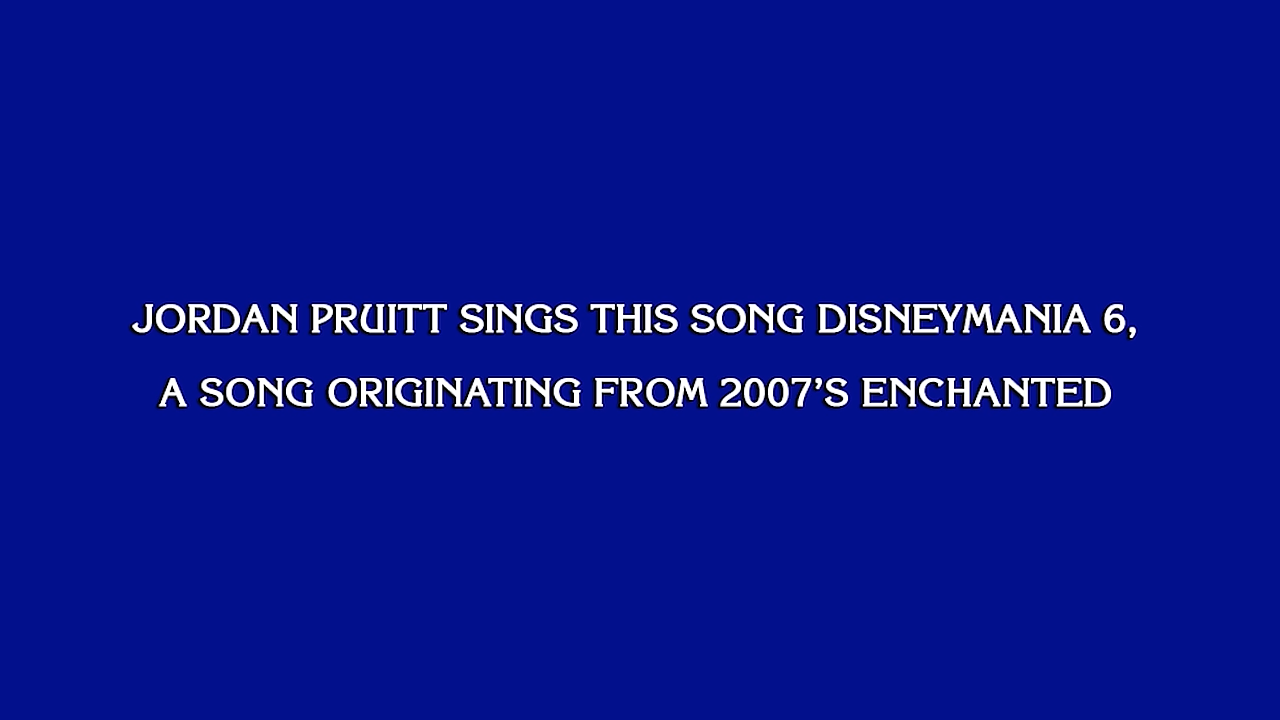 JORDAN PRUITT SINGS THIS SONG DISNEYMANIA 6,
A SONG ORIGINATING FROM 2007’S ENCHANTED